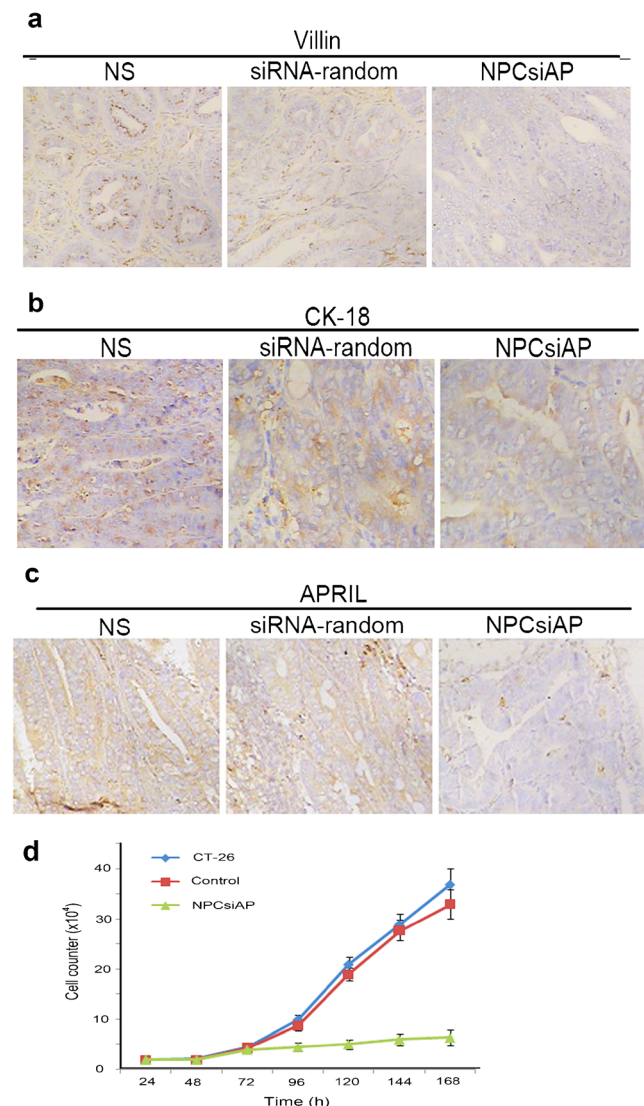 a
Villin
NS siRNA-random NPCsiAP
b
CK-18
NS siRNA-random NPCsiAP
c
APRIL
NS siRNA-random NPCsiAP
d
CT-26
Control
NPCsiAP
Cell counter (x10⁴)
40
30
20
10
0
24 48 72 96 120 144 168
Time (h)